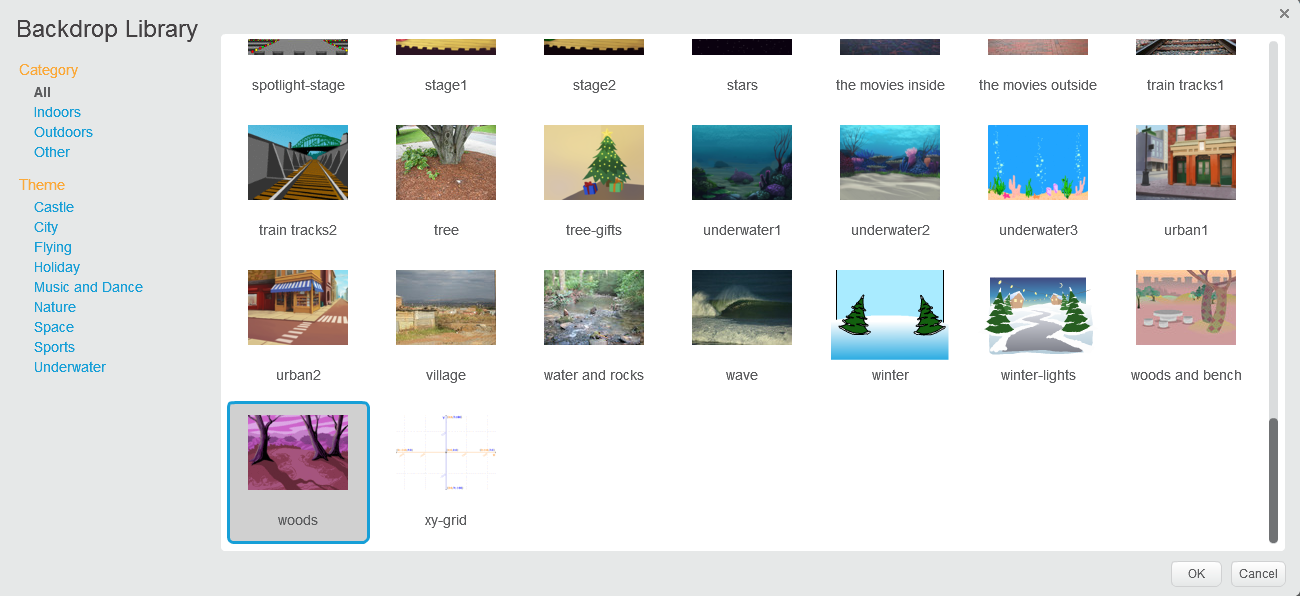 Backdrop Library
×
Category
All
Indoors
Outdoors
Other
Theme
Castle
City
Flying
Holiday
Music and Dance
Nature
Space
Sports
Underwater
spotlight-stage stage1 stage2 stars the movies inside the movies outside train tracks1
train tracks2 tree tree-gifts underwater1 underwater2 underwater3 urban1
urban2 village water and rocks wave winter winter-lights woods and bench
woods xy-grid
OK Cancel